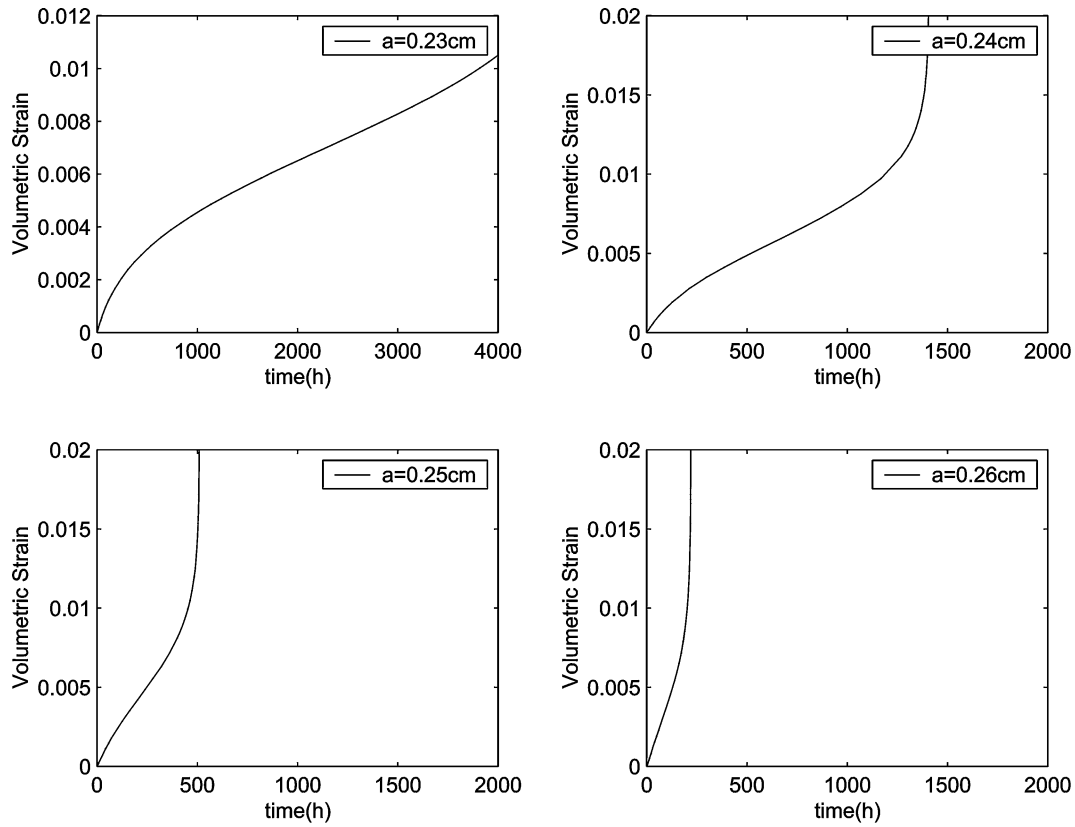 0.012
0.01
0.008
0.006
0.004
0.002
0
Volumetric Strain
a=0.23cm
0 1000 2000 3000 4000
time(h)
0.02
0.015
0.01
0.005
0
Volumetric Strain
a=0.24cm
0 500 1000 1500 2000
time(h)
0.02
0.015
0.01
0.005
0
Volumetric Strain
a=0.25cm
0 500 1000 1500 2000
time(h)
0.02
0.015
0.01
0.005
0
Volumetric Strain
a=0.26cm
0 500 1000 1500 2000
time(h)